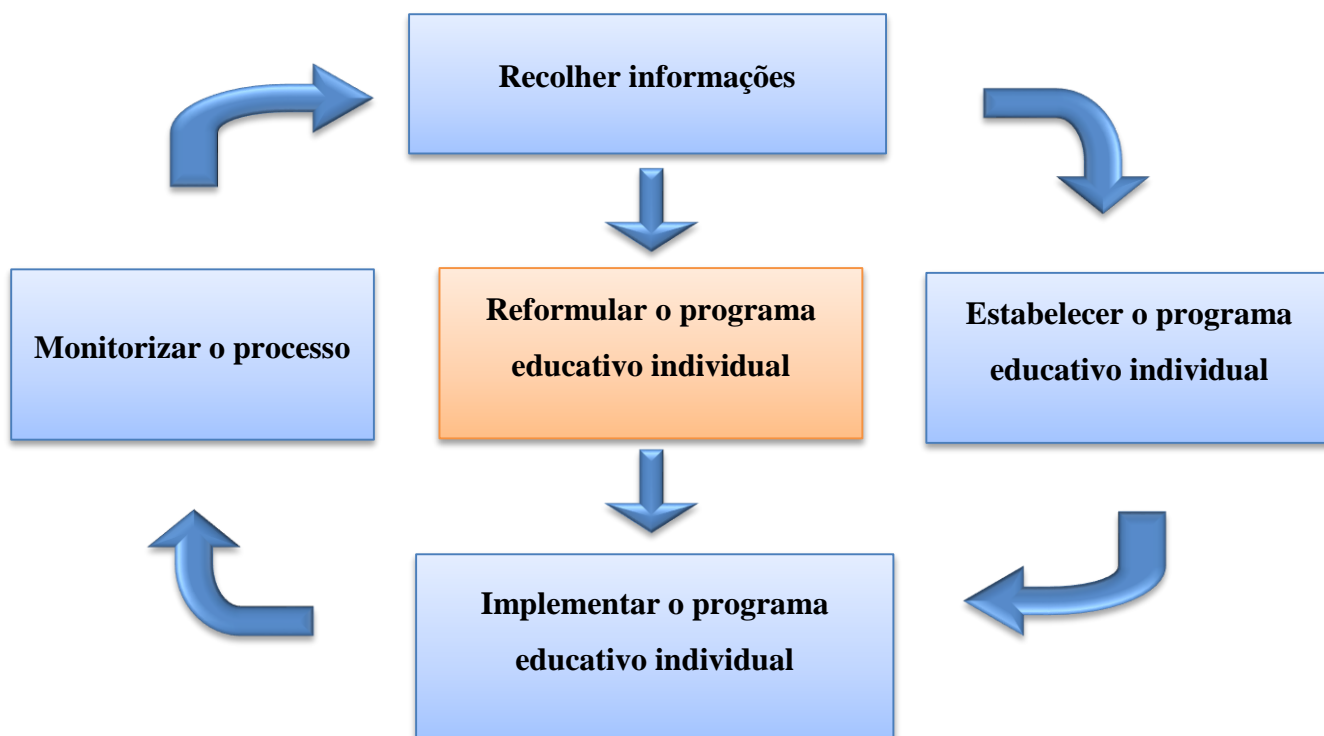 Recolher informações
Monitorizar o processo
Reformular o programa
educativo individual
Estabelecer o programa
educativo individual
Implementar o programa
educativo individual